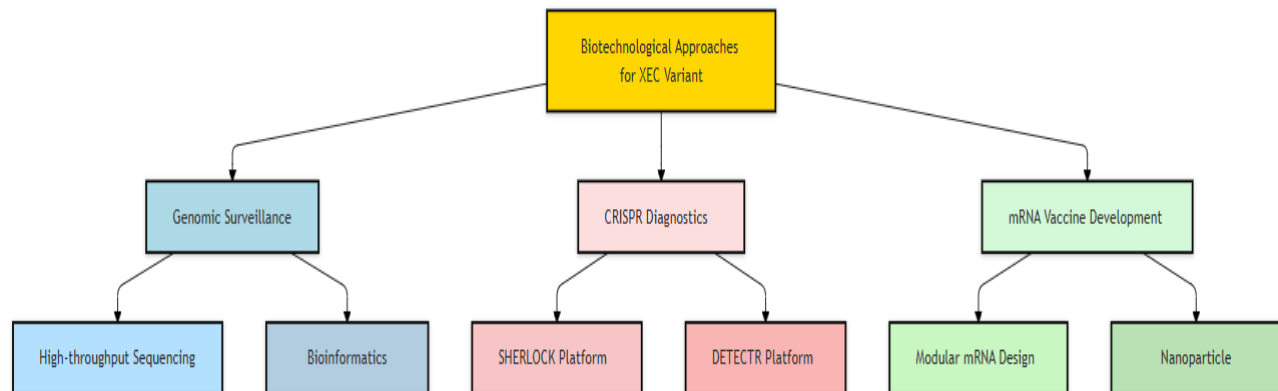 Biotechnological Approaches
for XEC Variant
Genomic Surveillance
CRISPR Diagnostics
mRNA Vaccine Development
High-throughput Sequencing
Bioinformatics
SHERLOCK Platform
DETECTR Platform
Modular mRNA Design
Nanoparticle